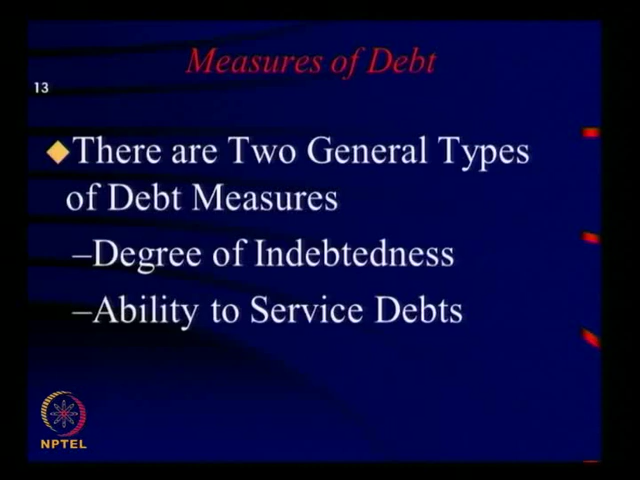 Measures of Debt
13
◆There are Two General Types
of Debt Measures
–Degree of Indebtedness
–Ability to Service Debts
NPTEL